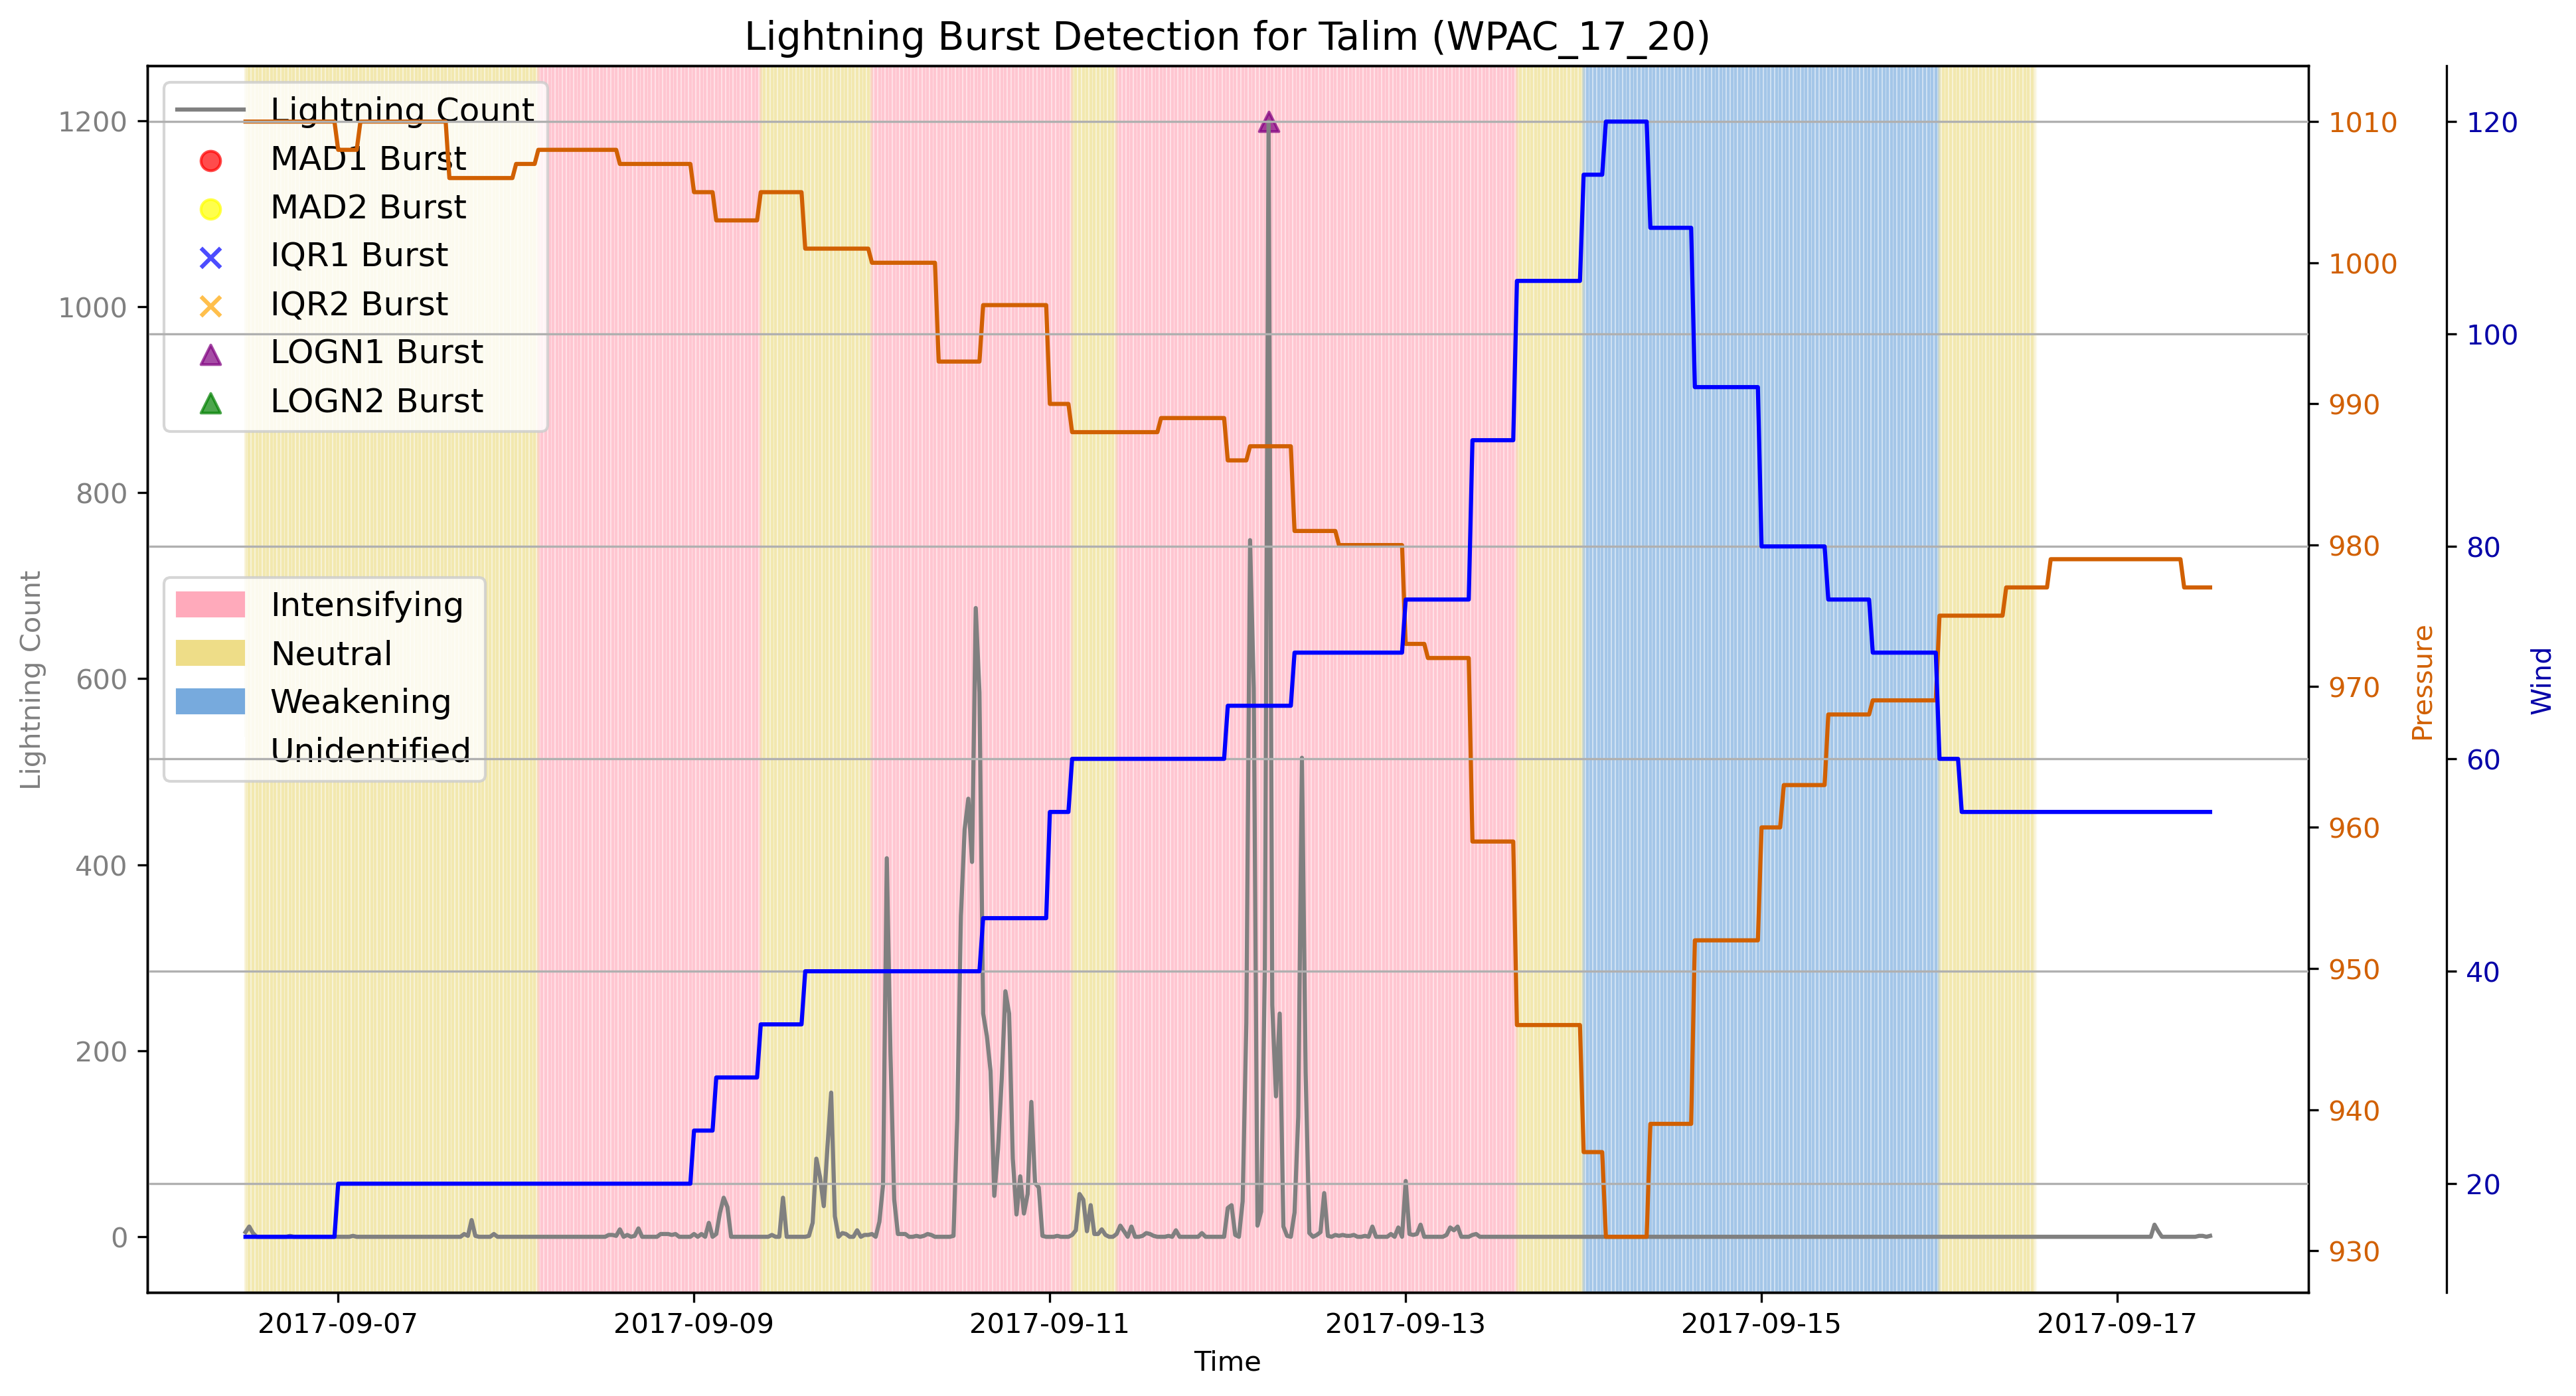 Lightning Burst Detection for Talim (WPAC_17_20)
Lightning Count
1200
1000
800
600
400
200
0
Lightning Count
MAD1 Burst
MAD2 Burst
IQR1 Burst
IQR2 Burst
LOGN1 Burst
LOGN2 Burst
Intensifying
Neutral
Weakening
Unidentified
1010
1000
990
980
970
960
950
940
930
Pressure
120
100
80
60
40
20
Wind
2017-09-07
2017-09-09
2017-09-11
2017-09-13
2017-09-15
2017-09-17
Time